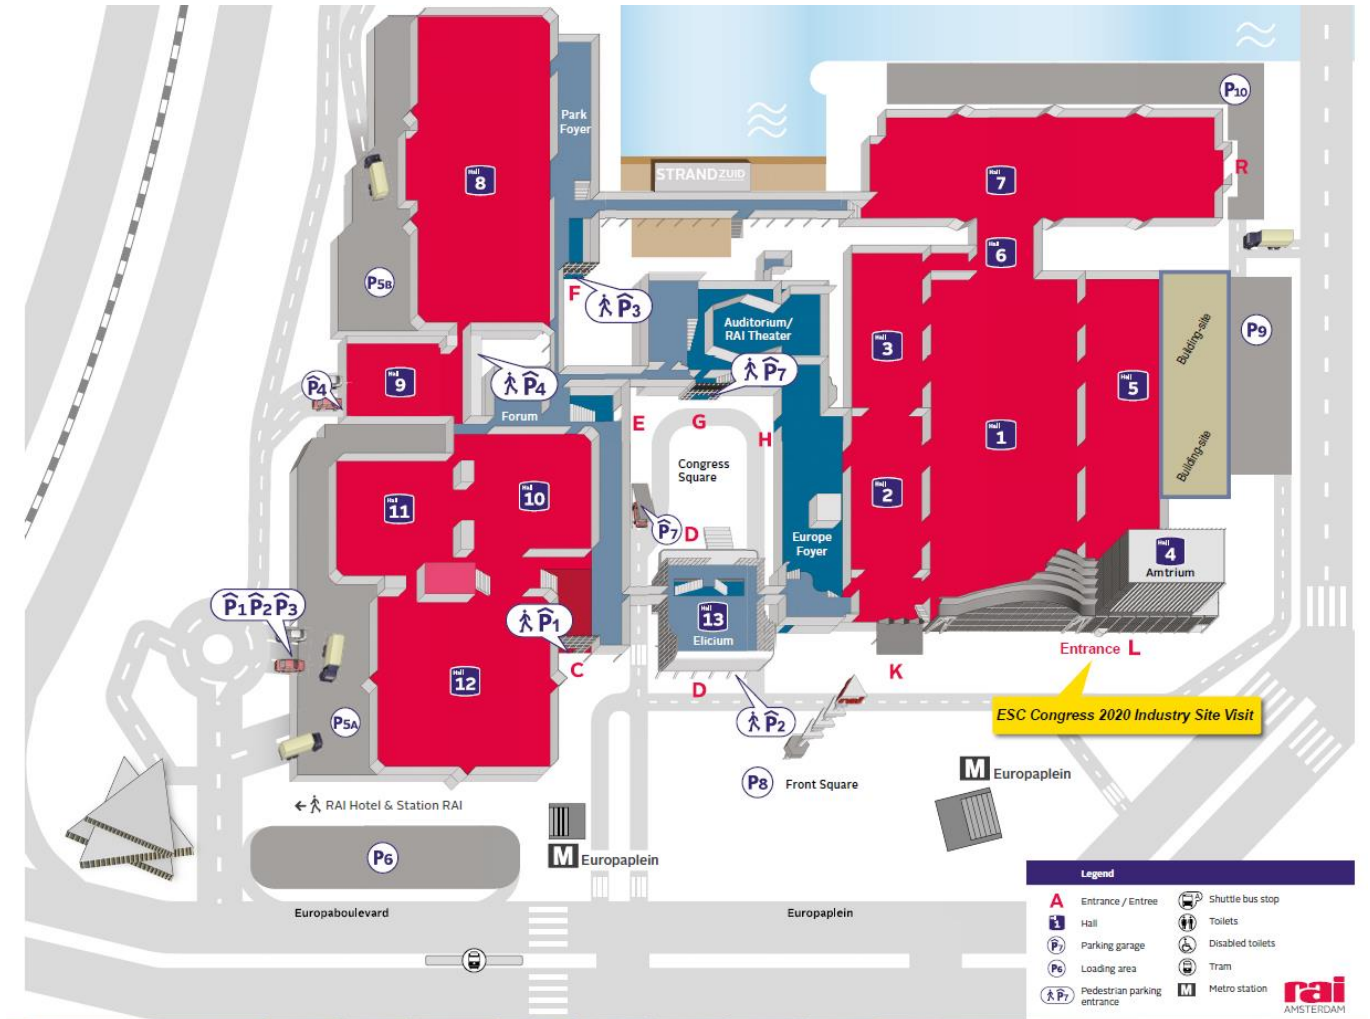 P10
Park
Foyer
STRANDZUID
Hall
8
Hall
7
R
Hall
6
P5B
F
P3
Auditorium/
RAI Theater
Hall
3
Building-site
P9
Hall
9
P4
P4
P7
Hall
5
Forum
E
G
H
Hall
1
Congress
Square
Building-site
Hall
11
Hall
10
Hall
2
P7
D
Europe
Foyer
Hall
4
Amtrium
P1 P2 P3
P1
Hall
13
Elicium
C
Entrance L
K
Hall
12
D
P5A
P2
ESC Congress 2020 Industry Site Visit
P8
Front Square
M Europaplein
RAI Hotel & Station RAI
P6
M Europaplein
Europaboulevard
Europaplein
Legend
A Entrance / Entree
Hall
1 Hall
P7 Parking garage
P6 Loading area
P7 Pedestrian parking
entrance
A Shuttle bus stop
Toilets
Disabled toilets
Tram
M Metro station
rai
AMSTERDAM